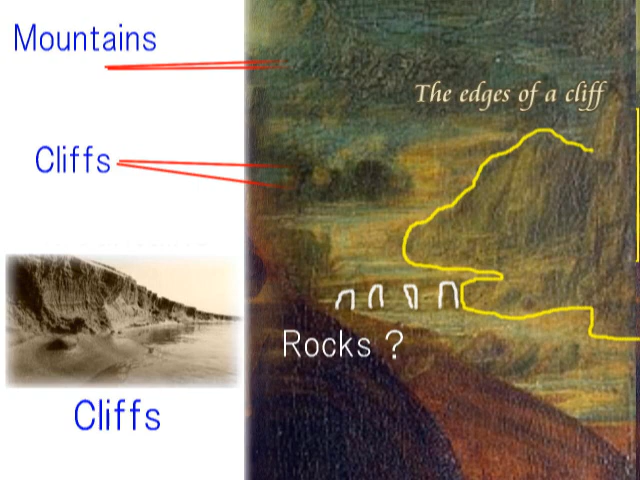 Mountains
The edges of a cliff
Cliffs
Rocks ?
Cliffs